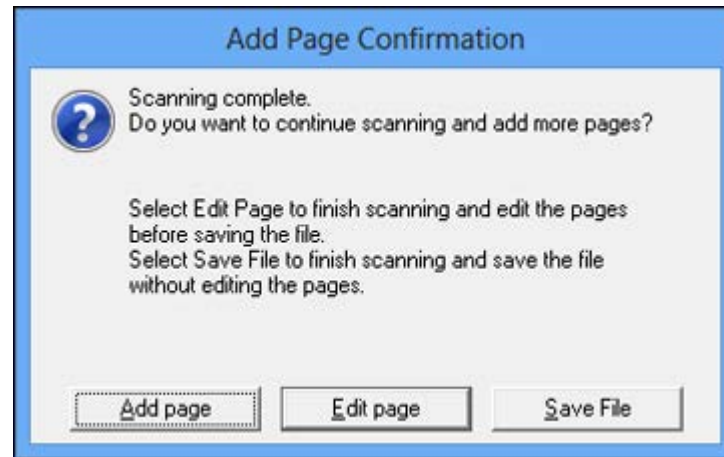 Add Page Confirmation
Scanning complete.
Do you want to continue scanning and add more pages?
Select Edit Page to finish scanning and edit the pages
before saving the file.
Select Save File to finish scanning and save the file
without editing the pages.
Add page Edit page Save File